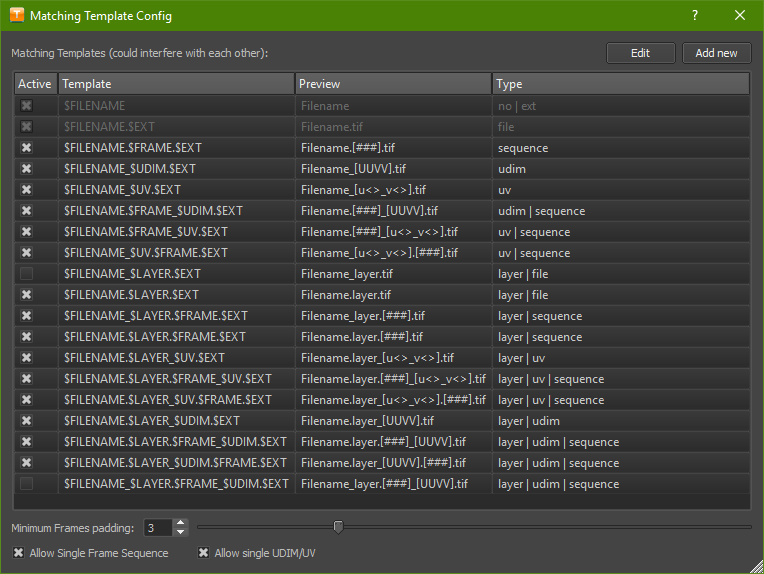 Matching Template Config ?
Matching Templates (could interfere with each other): Edit Add new
Active Template Preview Type
$FILENAME Filename no | ext
$FILENAME.$EXT Filename.tif file
$FILENAME.$FRAME.$EXT Filename.[###].tif sequence
$FILENAME_$UDIM.$EXT Filename_[UUVV].tif udim
$FILENAME_$UV.$EXT Filename_[u<>_v<>].tif uv
$FILENAME.$FRAME_$UDIM.$EXT Filename.[###]_[UUVV].tif udim | sequence
$FILENAME.$FRAME_$UV.$EXT Filename.[###]_[u<>_v<>].tif uv | sequence
$FILENAME_$UV.$FRAME.$EXT Filename_[u<>_v<>].[###].tif uv | sequence
$FILENAME_$LAYER.$EXT Filename_layer.tif layer | file
$FILENAME.$LAYER.$EXT Filename.layer.tif layer | file
$FILENAME_$LAYER.$FRAME.$EXT Filename_layer.[###].tif layer | sequence
$FILENAME.$LAYER.$FRAME.$EXT Filename.layer.[###].tif layer | sequence
$FILENAME.$LAYER_$UV.$EXT Filename.layer_[u<>_v<>].tif layer | uv
$FILENAME.$LAYER.$FRAME_$UV.$EXT Filename.layer.[###]_[u<>_v<>].tif layer | uv | sequence
$FILENAME.$LAYER_$UV.$FRAME.$EXT Filename.layer_[u<>_v<>].[###].tif layer | uv | sequence
$FILENAME.$LAYER_$UDIM.$EXT Filename.layer_[UUVV].tif layer | udim
$FILENAME.$LAYER.$FRAME_$UDIM.$EXT Filename.layer.[###]_[UUVV].tif layer | udim | sequence
$FILENAME.$LAYER_$UDIM.$FRAME.$EXT Filename.layer_[UUVV].[###].tif layer | udim | sequence
$FILENAME_$LAYER.$FRAME_$UDIM.$EXT Filename_layer.[###]_[UUVV].tif layer | udim | sequence
Minimum Frames padding: 3
Allow Single Frame Sequence Allow single UDIM/UV